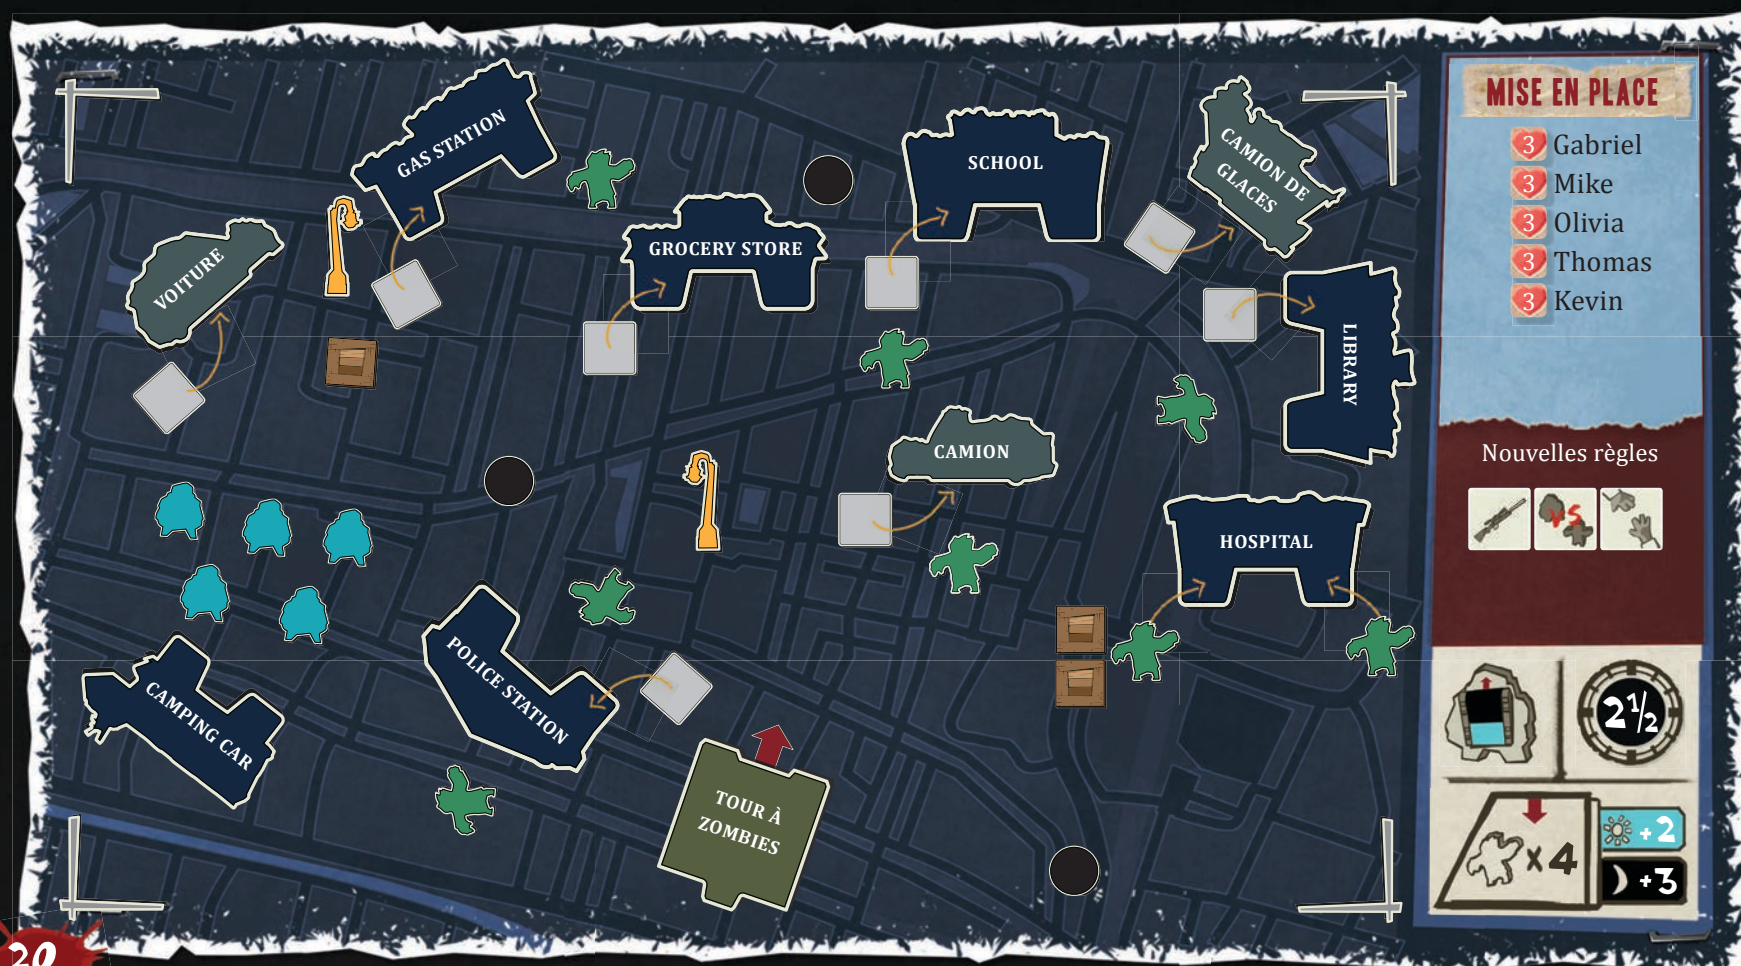 GAS STATION
SCHOOL
CAMION DE
GLACES
VOITURE
GROCERY STORE
LIBRARY
CAMION
HOSPITAL
POLICE STATION
CAMPING CAR
TOUR À
ZOMBIES
20
MISE EN PLACE
3 Gabriel
3 Mike
3 Olivia
3 Thomas
3 Kevin
Nouvelles règles
VS
2½
x4
+2
+3